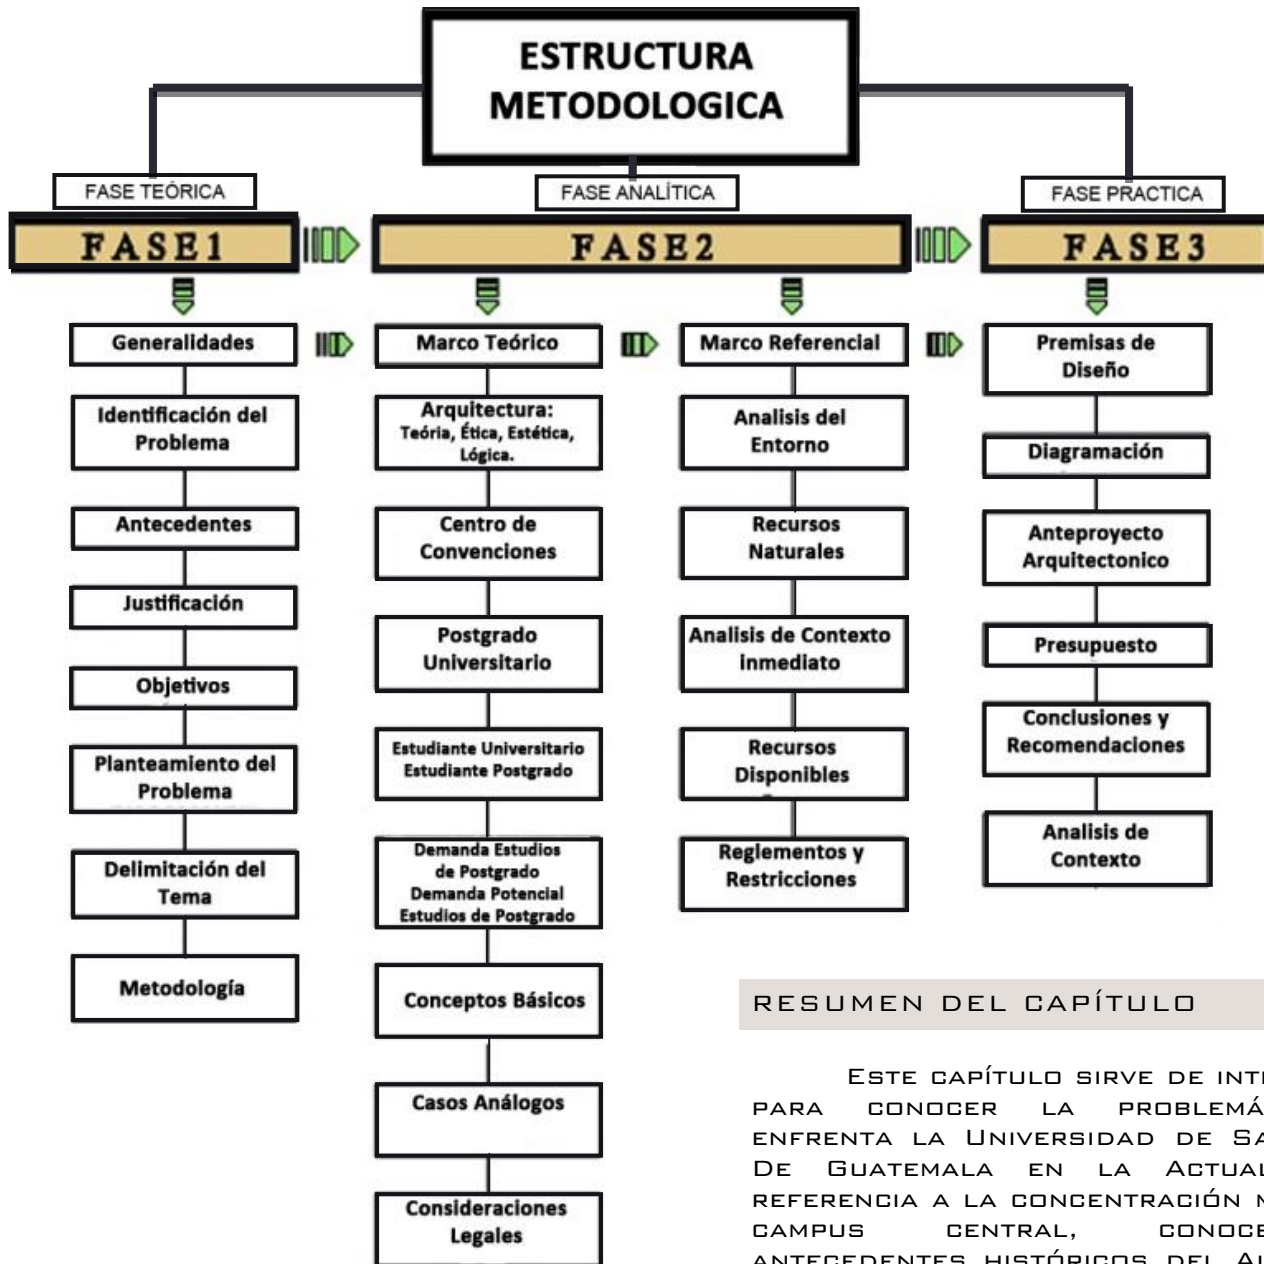 ESTRUCTURA
METODOLOGICA
FASE TEÓRICA
FASE ANALÍTICA
FASE PRACTICA
FASE1
FASE2
FASE3
Generalidades
Identificación del
Problema
Antecedentes
Justificación
Objetivos
Planteamiento del
Problema
Delimitación del
Tema
Metodología
Marco Teórico
Arquitectura:
Teória, Ética, Estética,
Lógica.
Centro de
Convenciones
Postgrado
Universitario
Estudiante Universitario
Estudiante Postgrado
Demanda Estudios
de Postgrado
Demanda Potencial
Estudios de Postgrado
Conceptos Básicos
Casos Análogos
Consideraciones
Legales
Marco Referencial
Analisis del
Entorno
Recursos
Naturales
Analisis de Contexto
inmediato
Recursos
Disponibles
Reglementos y
Restricciones
Premisas de
Diseño
Diagramación
Anteproyecto
Arquitectonico
Presupuesto
Conclusiones y
Recomendaciones
Analisis de
Contexto
RESUMEN DEL CAPÍTULO
ESTE CAPÍTULO SIRVE DE
PARA CONOCER LA
ENFRENTA LA UNIVERSIDAD DE
DE GUATEMALA EN LA
REFERENCIA A LA CONCENTRACIÓN
CAMPUS CENTRAL,
ANTECEDENTES HISTÓRICOS DEL